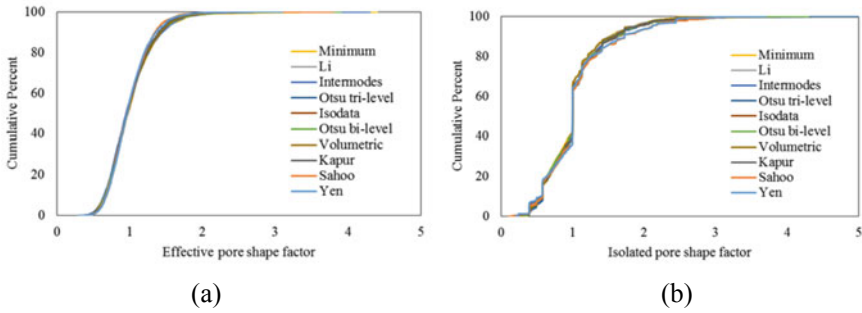 100
80
60
40
20
0
Cumulative Percent
0 1 2 3 4 5
Effective pore shape factor
Minimum
Li
Intermodes
Otsu tri-level
Isodata
Otsu bi-level
Volumetric
Kapur
Sahoo
Yen
(a)
100
80
60
40
20
0
Cumulative Percent
0 1 2 3 4 5
Isolated pore shape factor
Minimum
Li
Intermodes
Otsu tri-level
Isodata
Otsu bi-level
Volumetric
Kapur
Sahoo
Yen
(b)